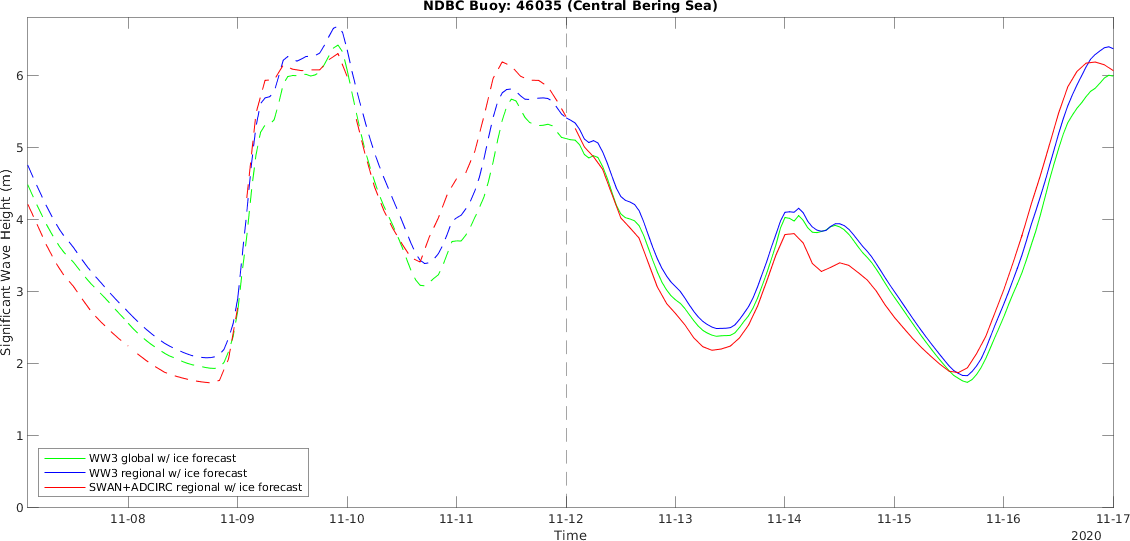 NDBC Buoy: 46035 (Central Bering Sea)
Significant Wave Height (m)
6
5
4
3
2
1
0
WW3 global w/ ice forecast
WW3 regional w/ ice forecast
SWAN+ADCIRC regional w/ ice forecast
11-08 11-09 11-10 11-11 11-12 11-13 11-14 11-15 11-16 11-17
Time
2020